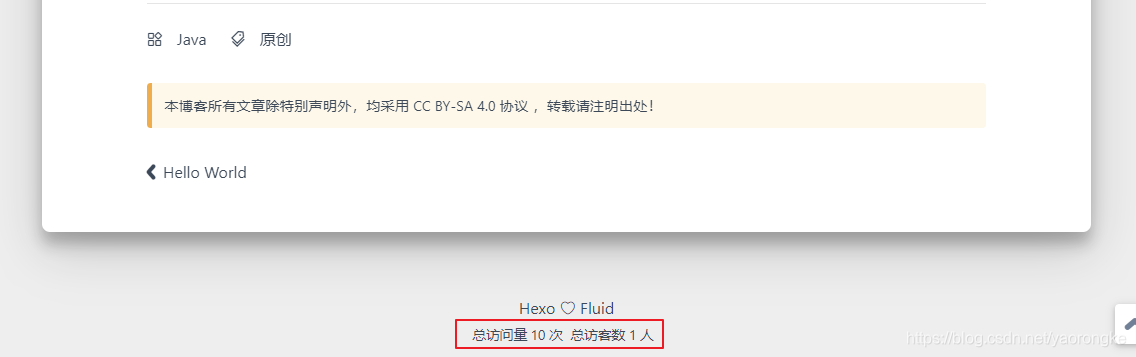 Java 原创
本博客所有文章除特别声明外，均采用 CC BY-SA 4.0 协议 ，转载请注明出处！
Hello World
Hexo ♡ Fluid
总访问量 10 次 总访客数 1 人
https://blog.csdn.net/yaorongke